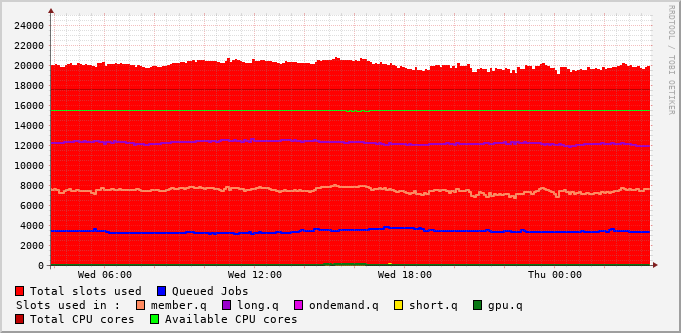 24000
22000
20000
18000
16000
14000
12000
10000
8000
6000
4000
2000
0
Wed 06:00 Wed 12:00 Wed 18:00 Thu 00:00
Total slots used Queued Jobs
Slots used in : member.q long.q ondemand.q short.q gpu.q
Total CPU cores Available CPU cores
RRDTOOL / TOBI OETIKER